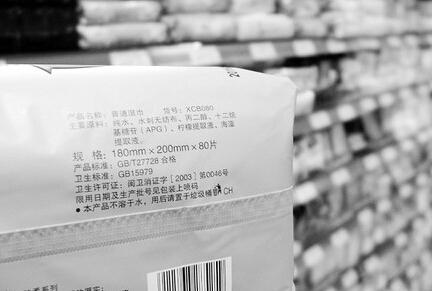 产品名称：普通湿巾 货号：XCB080
主要原料：纯水、水刺无纺布、丙二醇、十二烷
基糖苷（APG）、柠檬提取液、海藻
提取液。
规 格：180mm×200mm×80片
产品标准：GB/T27728 合格
卫生标准：GB15979
卫生许可证：闽卫消证字［2003］第0046号
限用日期及生产批号见包装上喷码
●本产品不溶于水，用后请置于垃圾桶 CH